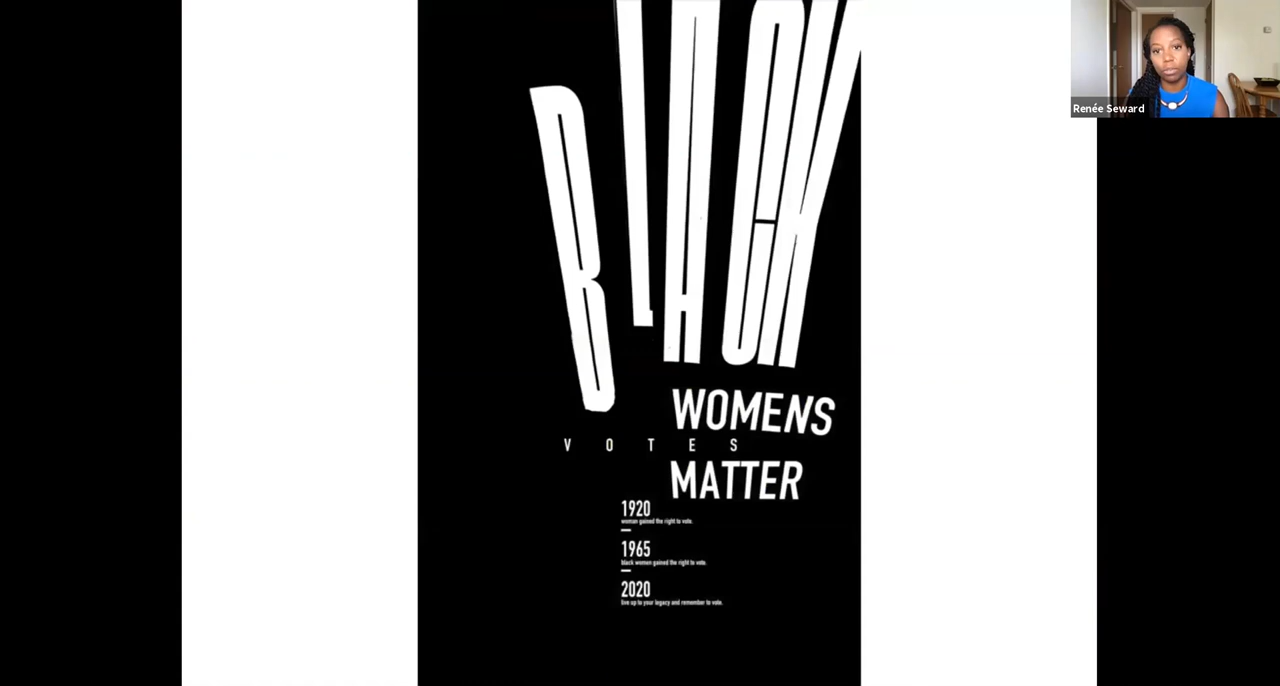 BLACK
WOMENS
VOTES
MATTER
1920
woman gained the right to vote.
1965
black women gained the right to vote.
2020
live up to your legacy and remember to vote.
Renée Seward